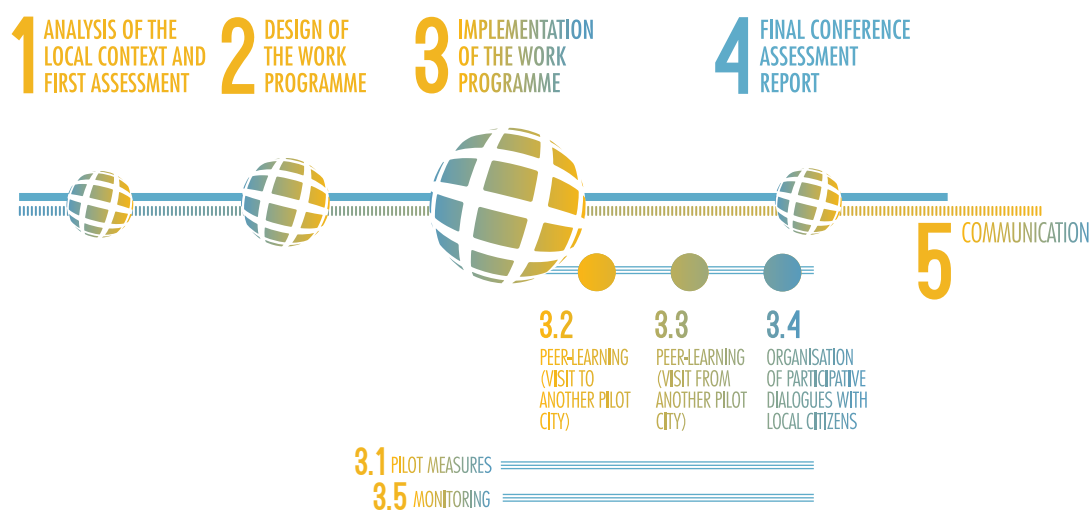 1 ANALYSIS OF THE
LOCAL CONTEXT AND
FIRST ASSESSMENT
2 DESIGN OF
THE WORK
PROGRAMME
3 IMPLEMENTATION
OF THE WORK
PROGRAMME
4 FINAL CONFERENCE
ASSESSMENT
REPORT
5 COMMUNICATION
3.2
PEER-LEARNING
(VISIT TO
ANOTHER PILOT
CITY)
3.3
PEER-LEARNING
(VISIT FROM
ANOTHER PILOT
CITY)
3.4
ORGANISATION
OF PARTICIPATIVE
DIALOGUES WITH
LOCAL CITIZENS
3.1 PILOT MEASURES
3.5 MONITORING